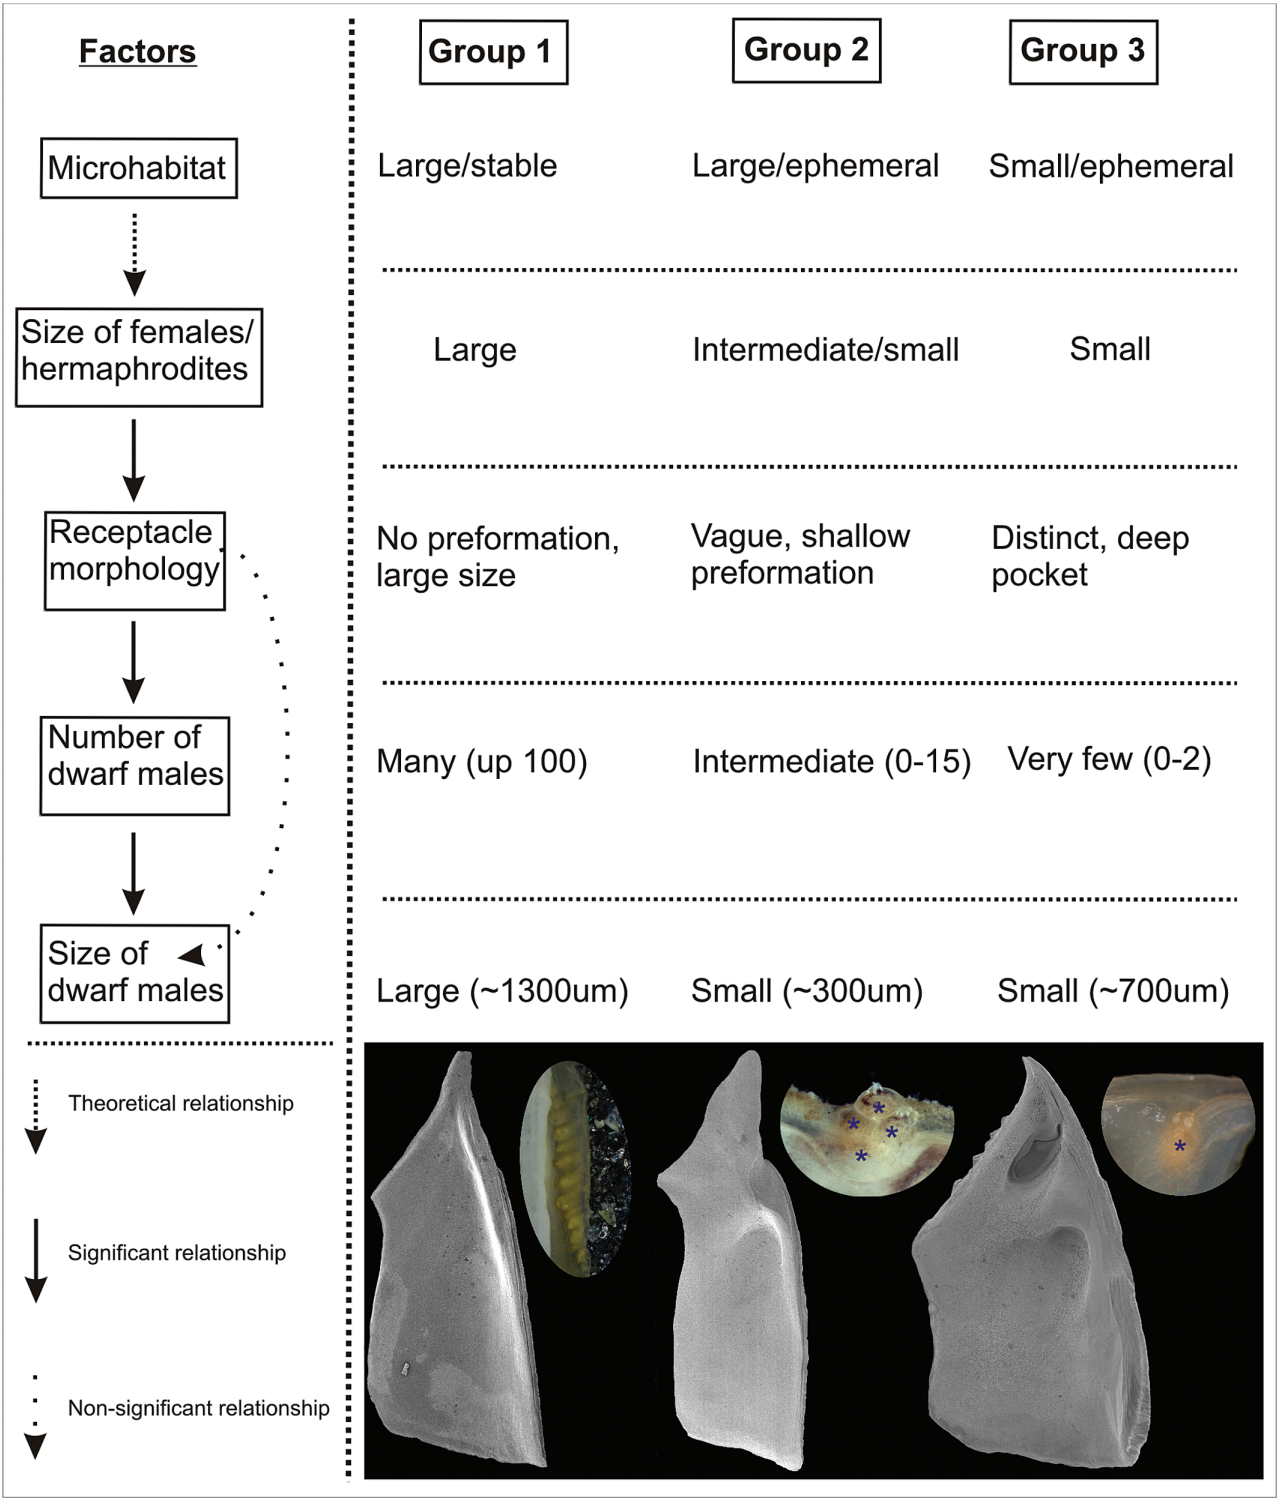 Factors
Group 1
Group 2
Group 3
Microhabitat
Large/stable
Large/ephemeral
Small/ephemeral
Size of females/
hermaphrodites
Large
Intermediate/small
Small
Receptacle
morphology
No preformation,
large size
Vague, shallow
preformation
Distinct, deep
pocket
Number of
dwarf males
Many (up 100)
Intermediate (0-15)
Very few (0-2)
Size of
dwarf males
Large (~1300um)
Small (~300um)
Small (~700um)
Theoretical relationship
Significant relationship
Non-significant relationship
* * * *
*